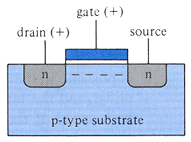 gate (+)
drain (+)
source
n
n
p-type substrate